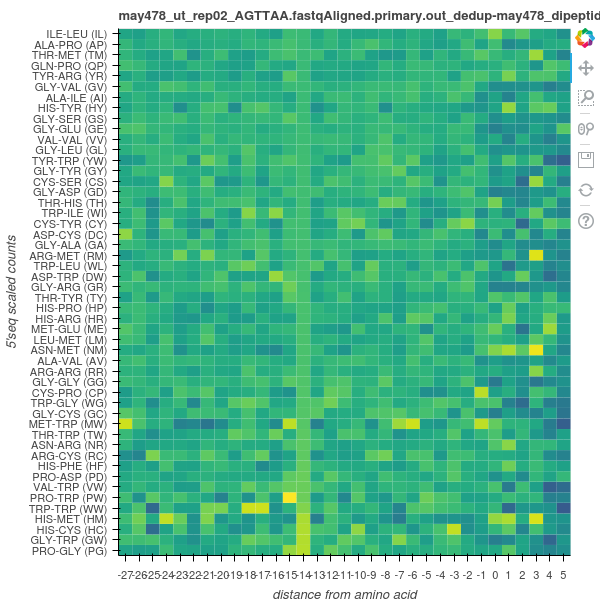 may478_ut_rep02_AGTTAA.fastqAligned.primary.out_dedup-may478_dipeptid
ILE-LEU (IL)
ALA-PRO (AP)
THR-MET (TM)
GLN-PRO (QP)
TYR-ARG (YR)
GLY-VAL (GV)
ALA-ILE (AI)
HIS-TYR (HY)
GLY-SER (GS)
GLY-GLU (GE)
VAL-VAL (VV)
GLY-LEU (GL)
TYR-TRP (YW)
GLY-TYR (GY)
CYS-SER (CS)
GLY-ASP (GD)
THR-HIS (TH)
TRP-ILE (WI)
CYS-TYR (CY)
ASP-CYS (DC)
GLY-ALA (GA)
ARG-MET (RM)
TRP-LEU (WL)
ASP-TRP (DW)
GLY-ARG (GR)
THR-TYR (TY)
HIS-PRO (HP)
HIS-ARG (HR)
MET-GLU (ME)
LEU-MET (LM)
ASN-MET (NM)
ALA-VAL (AV)
ARG-ARG (RR)
GLY-GLY (GG)
CYS-PRO (CP)
TRP-GLY (WG)
GLY-CYS (GC)
MET-TRP (MW)
THR-TRP (TW)
ASN-ARG (NR)
ARG-CYS (RC)
HIS-PHE (HF)
PRO-ASP (PD)
VAL-TRP (VW)
PRO-TRP (PW)
TRP-TRP (WW)
HIS-MET (HM)
HIS-CYS (HC)
GLY-TRP (GW)
PRO-GLY (PG)
5'seq scaled counts
-27-26-25-24-23-22-21-20-19-18-17-16-15-14-13-12-11-10 -9 -8 -7 -6 -5 -4 -3 -2 -1 0 1 2 3 4 5
distance from amino acid